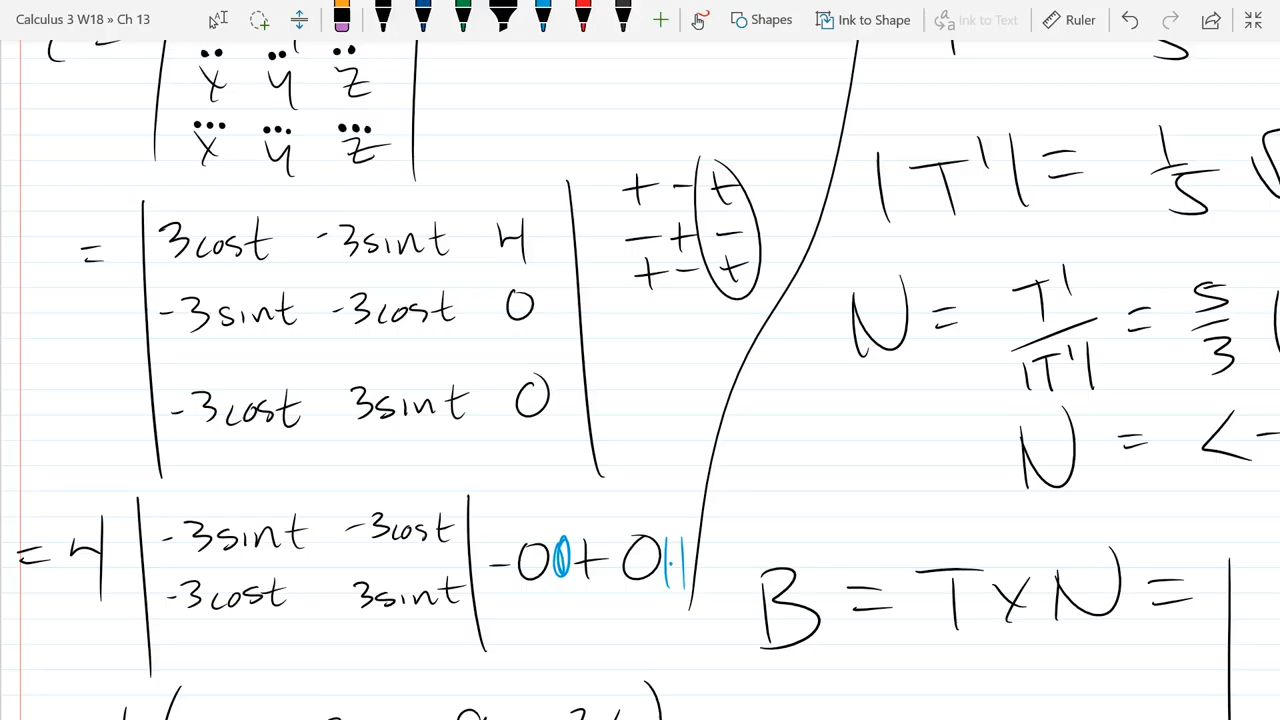 Calculus 3 W18 » Ch 13
Shapes Ink to Shape Ink to Text Ruler
ẍ ÿ z̈
x⃛ y⃛ z⃛
= | 3cost -3sint 4 |
| -3sint -3cost 0 |
| -3cost 3sint 0 |
+ - +
- + -
+ - +
= 4 | -3sint -3cost | - 0 + 0|·|
| -3cost 3sint |
5
|T'| = 1/5 √
N = T'/|T'| = 5/3
N = < -
B = T x N = |